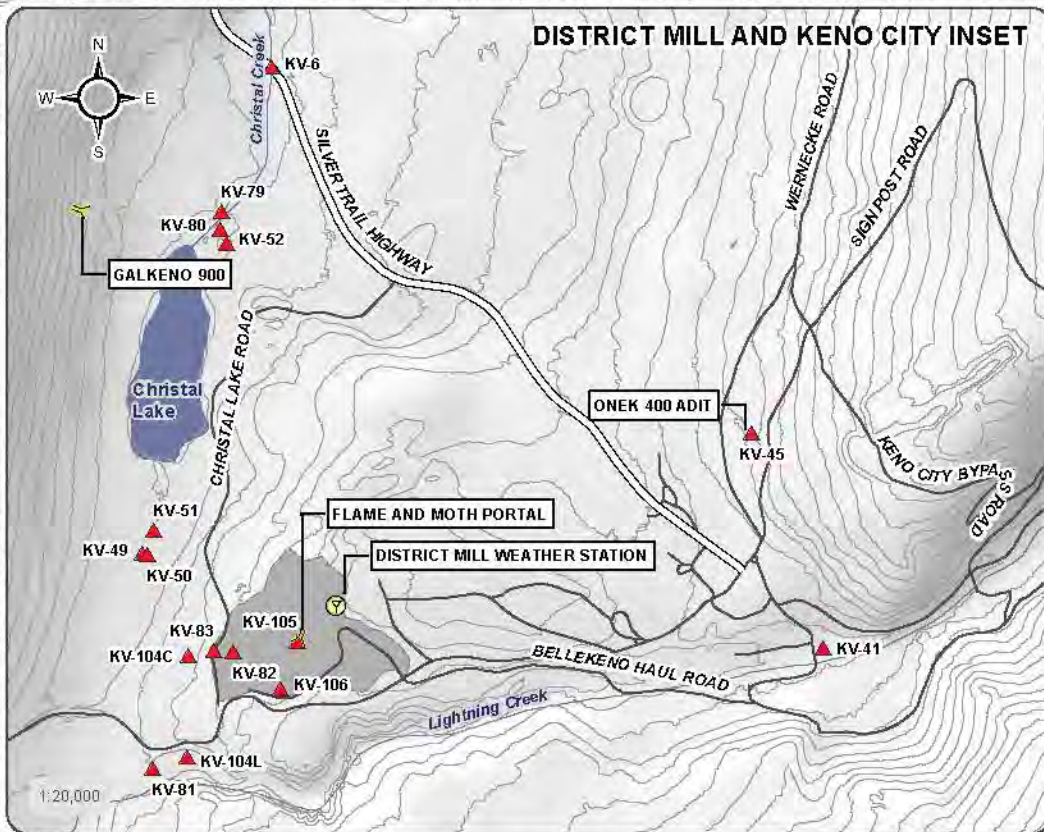 DISTRICT MILL AND KENO CITY INSET
N
W E
S
KV-6
Christal Creek
SILVER TRAIL HIGHWAY
WERNECKE ROAD
SIGN POST ROAD
KV-79
KV-80
KV-52
GALKENO 900
CHRISTAL LAKE ROAD
Christal
Lake
ONEK 400 ADIT
KV-45
KENO CITY BYPASS ROAD
KV-51
KV-49
KV-50
FLAME AND MOTH PORTAL
DISTRICT MILL WEATHER STATION
KV-83
KV-105
KV-104C
KV-82
KV-106
BELLEKENO HAUL ROAD
KV-41
Lightning Creek
KV-104L
KV-81
1:20,000